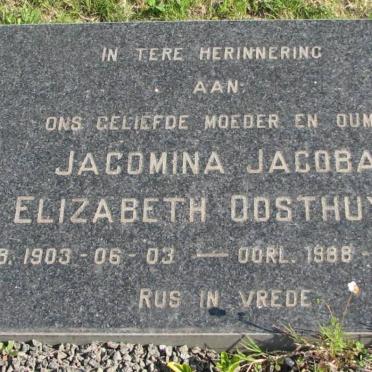 IN TERE HERINNERING
AAN
ONS GELIEFDE MOEDER EN OUM
JACOMINA JACOBA
ELIZABETH OOSTHU
B. 1903-06-03 — OORL. 1988-
RUS IN VREDE